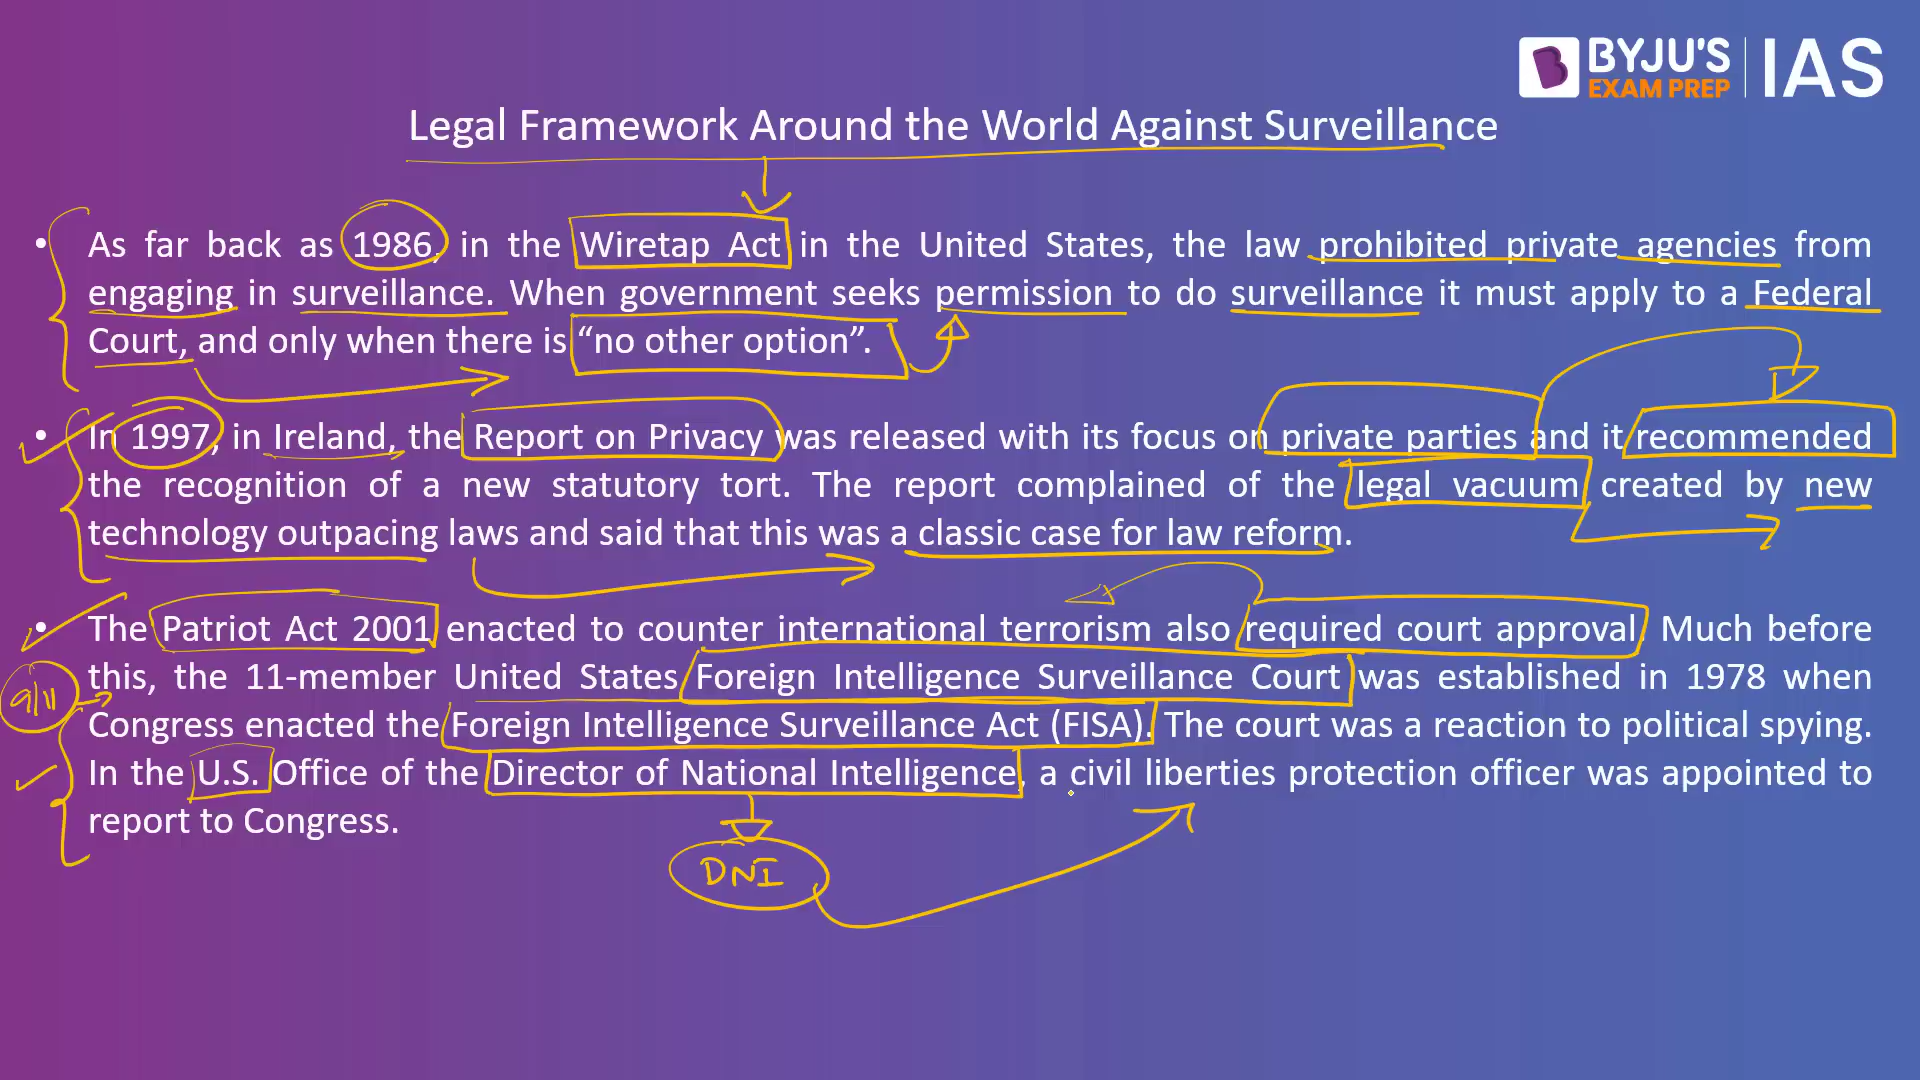 BYJU'S
EXAM PREP
IAS
Legal Framework Around the World Against Surveillance
• As far back as 1986, in the Wiretap Act in the United States, the law prohibited private agencies from
engaging in surveillance. When government seeks permission to do surveillance it must apply to a Federal
Court, and only when there is “no other option”.
• In 1997, in Ireland, the Report on Privacy was released with its focus on private parties and it recommended
the recognition of a new statutory tort. The report complained of the legal vacuum created by new
technology outpacing laws and said that this was a classic case for law reform.
• The Patriot Act 2001 enacted to counter international terrorism also required court approval. Much before
this, the 11-member United States Foreign Intelligence Surveillance Court was established in 1978 when
Congress enacted the Foreign Intelligence Surveillance Act (FISA). The court was a reaction to political spying.
In the U.S. Office of the Director of National Intelligence, a civil liberties protection officer was appointed to
report to Congress.
9/11
DNI